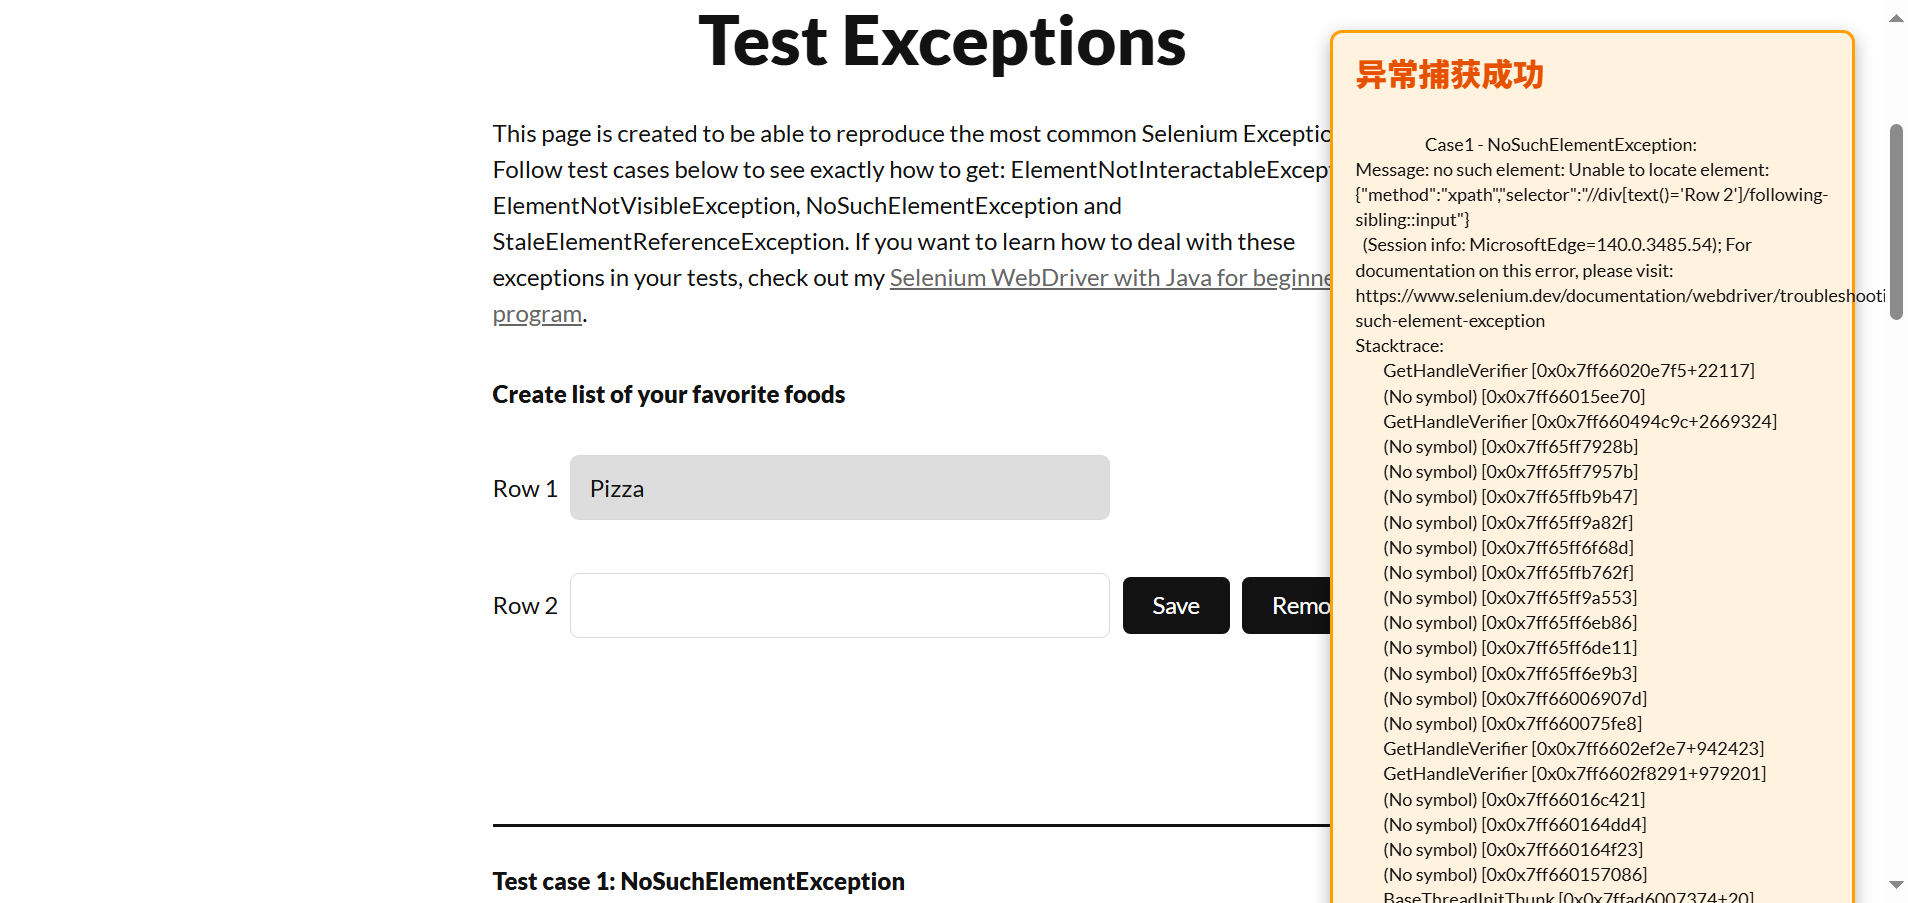 Test Exceptions
This page is created to be able to reproduce the most common Selenium Exceptio
Follow test cases below to see exactly how to get: ElementNotInteractableExcep
ElementNotVisibleException, NoSuchElementException and
StaleElementReferenceException. If you want to learn how to deal with these
exceptions in your tests, check out my Selenium WebDriver with Java for beginne
program.
Create list of your favorite foods
Row 1 Pizza
Row 2 Save Remo
Test case 1: NoSuchElementException
异常捕获成功
Case1 - NoSuchElementException:
Message: no such element: Unable to locate element:
{"method":"xpath","selector":"//div[text()='Row 2']/following-
sibling::input"}
(Session info: MicrosoftEdge=140.0.3485.54); For
documentation on this error, please visit:
https://www.selenium.dev/documentation/webdriver/troubleshooti
such-element-exception
Stacktrace:
GetHandleVerifier [0x0x7ff66020e7f5+22117]
(No symbol) [0x0x7ff66015ee70]
GetHandleVerifier [0x0x7ff660494c9c+2669324]
(No symbol) [0x0x7ff65ff7928b]
(No symbol) [0x0x7ff65ff7957b]
(No symbol) [0x0x7ff65ffb9b47]
(No symbol) [0x0x7ff65ff9a82f]
(No symbol) [0x0x7ff65ff6f68d]
(No symbol) [0x0x7ff65ffb762f]
(No symbol) [0x0x7ff65ff9a553]
(No symbol) [0x0x7ff65ff6eb86]
(No symbol) [0x0x7ff65ff6de11]
(No symbol) [0x0x7ff65ff6e9b3]
(No symbol) [0x0x7ff66006907d]
(No symbol) [0x0x7ff660075fe8]
GetHandleVerifier [0x0x7ff6602ef2e7+942423]
GetHandleVerifier [0x0x7ff6602f8291+979201]
(No symbol) [0x0x7ff66016c421]
(No symbol) [0x0x7ff660164dd4]
(No symbol) [0x0x7ff660164f23]
(No symbol) [0x0x7ff660157086]
BaseThreadInitThunk [0x0x7ffad6007374+20]